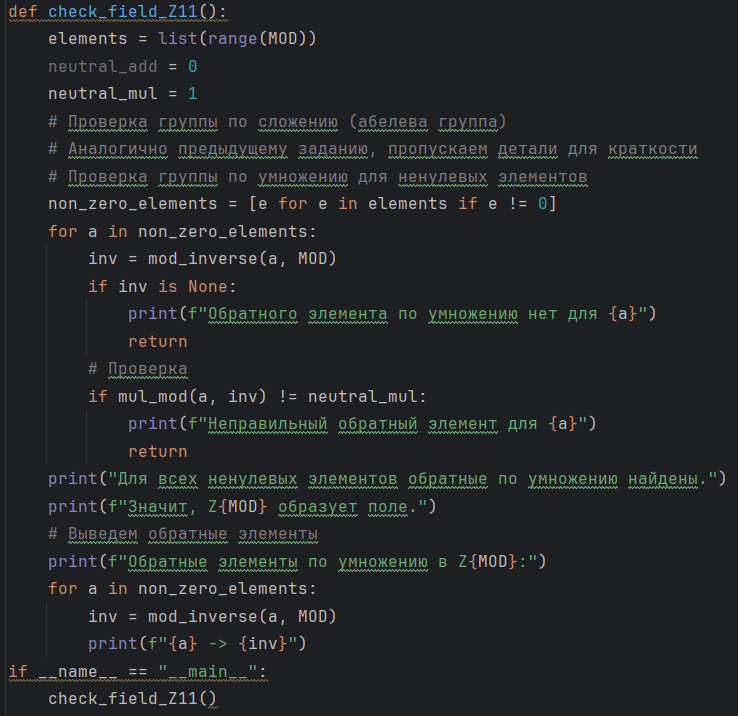 def check_field_Z11():
    elements = list(range(MOD))
    neutral_add = 0
    neutral_mul = 1
    # Проверка группы по сложению (абелева группа)
    # Аналогично предыдущему заданию, пропускаем детали для краткости
    # Проверка группы по умножению для ненулевых элементов
    non_zero_elements = [e for e in elements if e != 0]
    for a in non_zero_elements:
        inv = mod_inverse(a, MOD)
        if inv is None:
            print(f"Обратного элемента по умножению нет для {a}")
            return
        # Проверка
        if mul_mod(a, inv) != neutral_mul:
            print(f"Неправильный обратный элемент для {a}")
            return
    print("Для всех ненулевых элементов обратные по умножению найдены.")
    print(f"Значит, Z{MOD} образует поле.")
    # Выведем обратные элементы
    print(f"Обратные элементы по умножению в Z{MOD}:")
    for a in non_zero_elements:
        inv = mod_inverse(a, MOD)
        print(f"{a} -> {inv}")
if __name__ == "__main__":
    check_field_Z11()